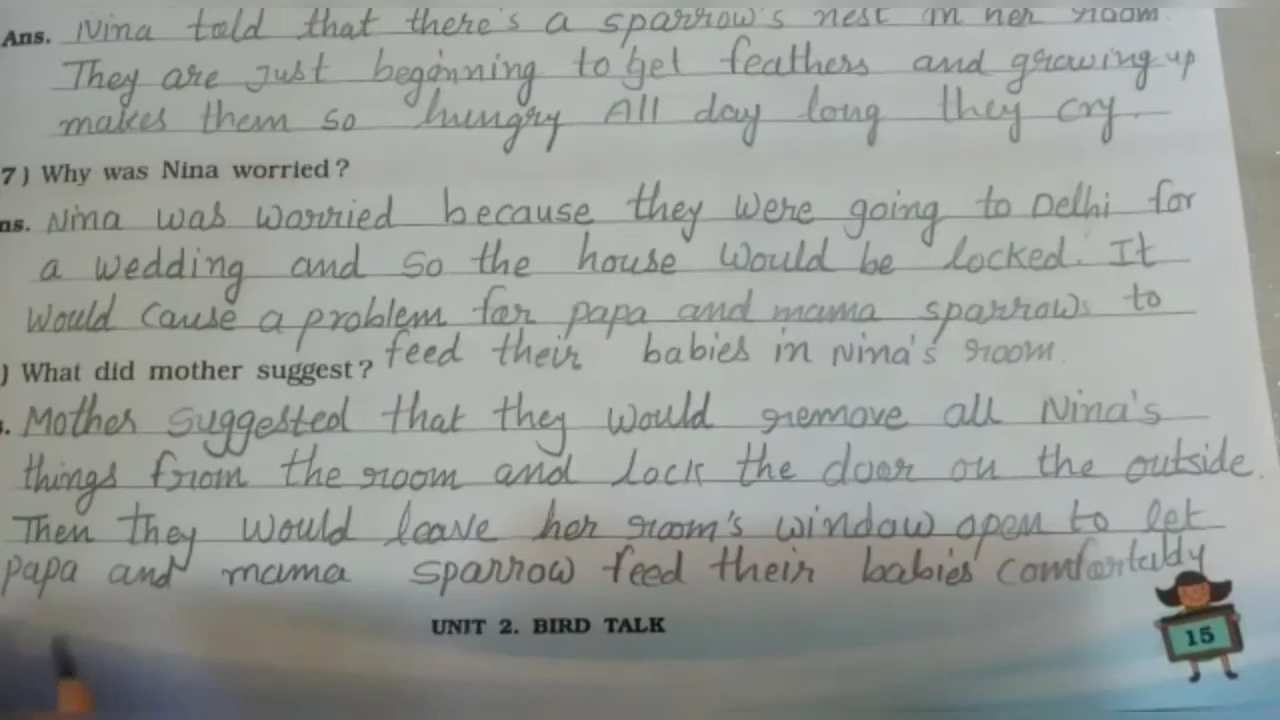 Ans. Nina told that there's a sparrow's nest in her room.
They are just beginning to get feathers and growing up
makes them so hungry All day long they cry.
7) Why was Nina worried?
ns. Nina was worried because they were going to Delhi for
a wedding and so the house would be locked. It
would cause a problem for papa and mama sparrows to
feed their babies in Nina's room.
) What did mother suggest?
. Mother suggested that they would remove all Nina's
things from the room and lock the door on the outside.
Then they would leave her room's window open to let
papa and mama sparrow feed their babies comfortably
UNIT 2. BIRD TALK
15